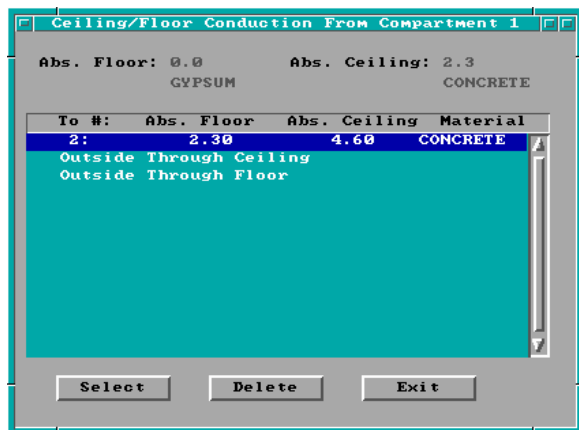 Ceiling/Floor Conduction From Compartment 1
Abs. Floor: 0.0 Abs. Ceiling: 2.3
GYPSUM CONCRETE
To #: Abs. Floor Abs. Ceiling Material
2: 2.30 4.60 CONCRETE
Outside Through Ceiling
Outside Through Floor
Select Delete Exit